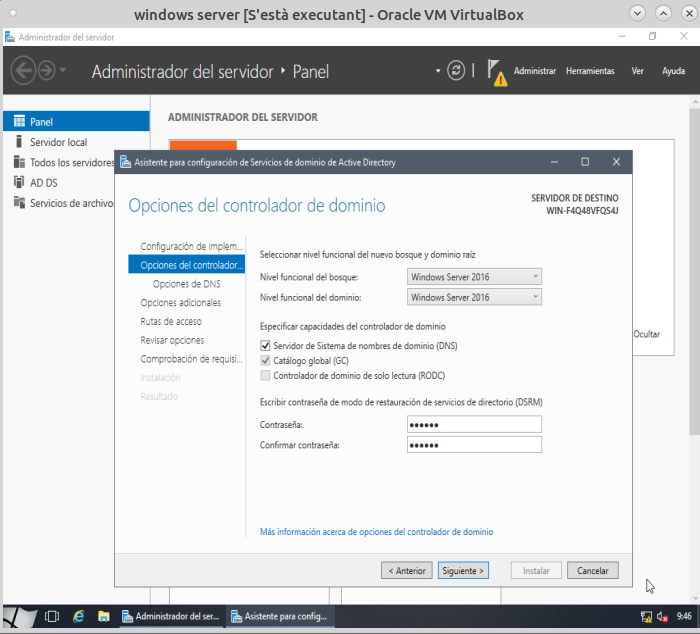 windows server [S'està executant] - Oracle VM VirtualBox
Administrador del servidor
Administrador del servidor ‣ Panel
Administrar Herramientas Ver Ayuda
Panel
Servidor local
Todos los servidores
AD DS
Servicios de archivo
ADMINISTRADOR DEL SERVIDOR
Ocultar
Asistente para configuración de Servicios de dominio de Active Directory
Opciones del controlador de dominio
SERVIDOR DE DESTINO
WIN-F4Q48VFQS4J
Configuración de implem...
Opciones del controlador...
Opciones de DNS
Opciones adicionales
Rutas de acceso
Revisar opciones
Comprobación de requisi...
Instalación
Resultado
Seleccionar nivel funcional del nuevo bosque y dominio raíz
Nivel funcional del bosque: Windows Server 2016
Nivel funcional del dominio: Windows Server 2016
Especificar capacidades del controlador de dominio
Servidor de Sistema de nombres de dominio (DNS)
Catálogo global (GC)
Controlador de dominio de solo lectura (RODC)
Escribir contraseña de modo de restauración de servicios de directorio (DSRM)
Contraseña: ●●●●●●
Confirmar contraseña: ●●●●●●
Más información acerca de opciones del controlador de dominio
< Anterior Siguiente > Instalar Cancelar
Administrador del ser... Asistente para config... 9:46